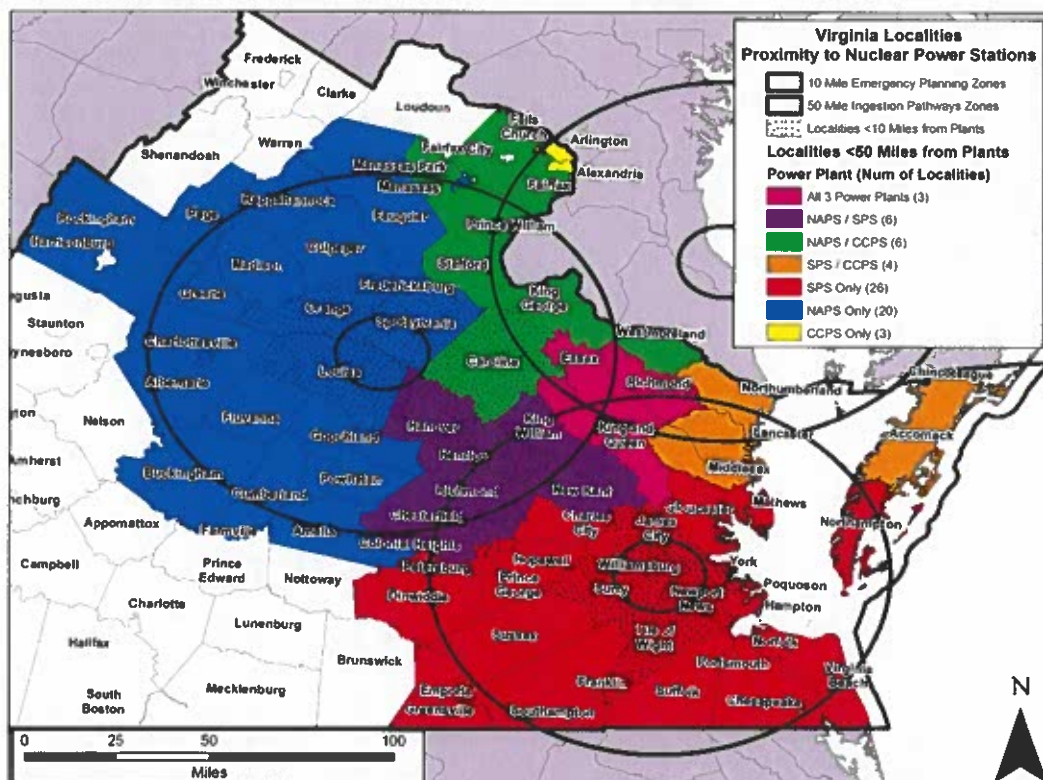 Virginia Localities
Proximity to Nuclear Power Stations
10 Mile Emergency Planning Zones
50 Mile Ingestion Pathways Zones
Localities <10 Miles from Plants
Localities <50 Miles from Plants
Power Plant (Num of Localities)
All 3 Power Plants (3)
NAPS / SPS (6)
NAPS / CCPS (6)
SPS / CCPS (4)
SPS Only (26)
NAPS Only (20)
CCPS Only (3)
Frederick
Winchester
Clarke
Loudoun
Falls
Church
Arlington
Warren
Fairfax City
Shenandoah
Manassas Park
Alexandria
Manassas
Fairfax
Rappahannock
Page
Rockingham
Fauquier
Prince William
Harrisonburg
Culpeper
Madison
Stafford
Fredericksburg
Greene
King
George
Orange
Spotsylvania
Staunton
Westmoreland
Charlottesville
Essex
Caroline
Louisa
Richmond
Chincoteague
Albemarle
Northumberland
Nelson
Fluvanna
Hanover
King
William
King and
Queen
Lancaster
Accomack
Goochland
Amherst
Henrico
Middlesex
Buckingham
Powhatan
Cumberland
Richmond
New Kent
Mathews
Appomattox
Chesterfield
Charles
City
Gloucester
Northampton
Farmville
Amelia
James
City
Colonial Heights
Campbell
Prince
Edward
Nottoway
Petersburg
Hopewell
Williamsburg
York
Poquoson
Prince
George
Charlotte
Dinwiddie
Surry
Newport
News
Hampton
Lunenburg
Halifax
Sussex
Isle of
Wight
Norfolk
Brunswick
Portsmouth
Virginia
Beach
Mecklenburg
South
Boston
Emporia
Franklin
Suffolk
Chesapeake
Greensville
Southampton
N
0 25 50 100
Miles